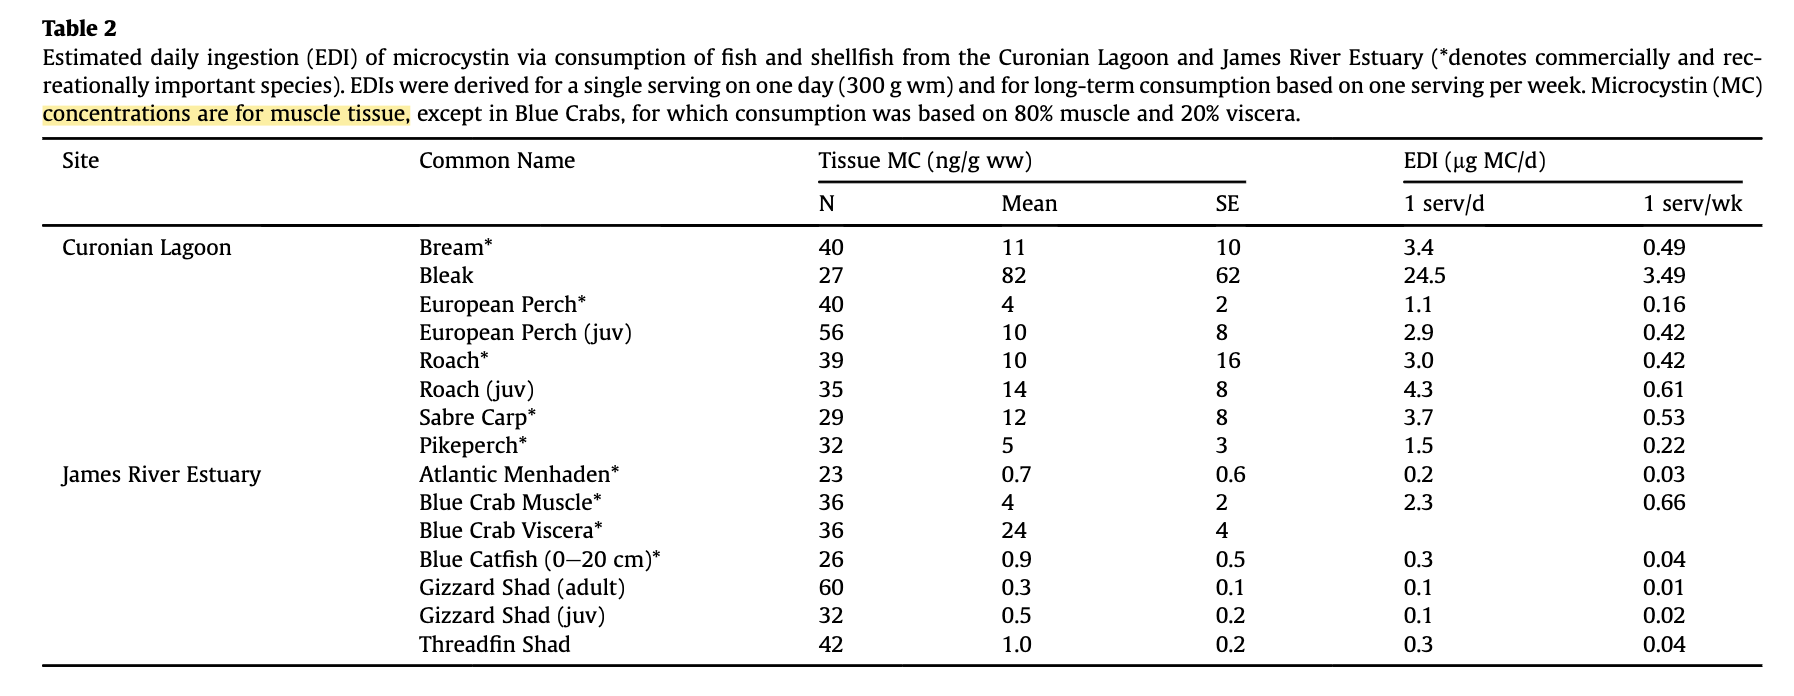 Table 2
Estimated daily ingestion (EDI) of microcystin via consumption of fish and shellfish from the Curonian Lagoon and James River Estuary (*denotes commercially and rec-
reationally important species). EDIs were derived for a single serving on one day (300 g wm) and for long-term consumption based on one serving per week. Microcystin (MC)
concentrations are for muscle tissue, except in Blue Crabs, for which consumption was based on 80% muscle and 20% viscera.
Site Common Name Tissue MC (ng/g ww) EDI (μg MC/d)
N Mean SE 1 serv/d 1 serv/wk
Curonian Lagoon Bream* 40 11 10 3.4 0.49
Bleak 27 82 62 24.5 3.49
European Perch* 40 4 2 1.1 0.16
European Perch (juv) 56 10 8 2.9 0.42
Roach* 39 10 16 3.0 0.42
Roach (juv) 35 14 8 4.3 0.61
Sabre Carp* 29 12 8 3.7 0.53
Pikeperch* 32 5 3 1.5 0.22
James River Estuary Atlantic Menhaden* 23 0.7 0.6 0.2 0.03
Blue Crab Muscle* 36 4 2 2.3 0.66
Blue Crab Viscera* 36 24 4
Blue Catfish (0–20 cm)* 26 0.9 0.5 0.3 0.04
Gizzard Shad (adult) 60 0.3 0.1 0.1 0.01
Gizzard Shad (juv) 32 0.5 0.2 0.1 0.02
Threadfin Shad 42 1.0 0.2 0.3 0.04